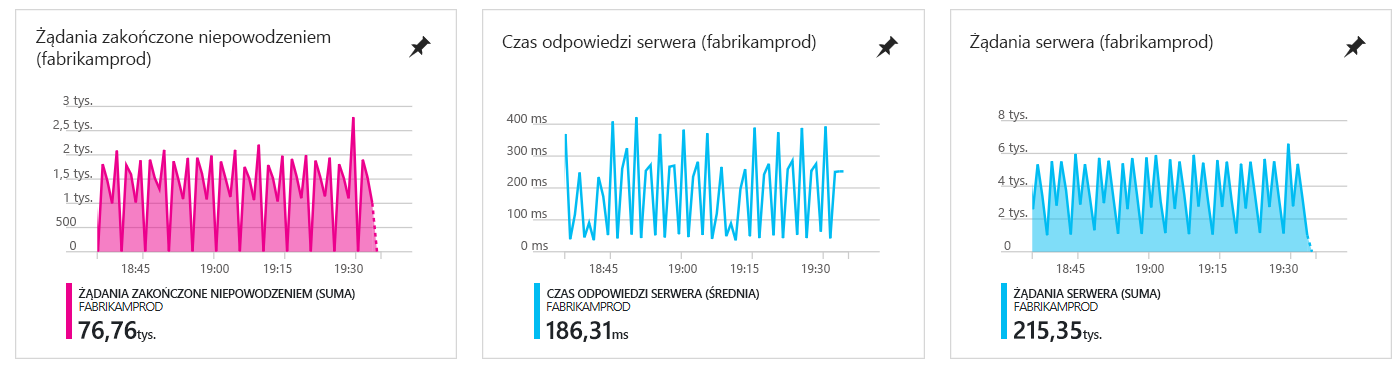 Żądania zakończone niepowodzeniem
(fabrikamprod)
3 tys.
2,5 tys.
2 tys.
1,5 tys.
1 tys.
500
0
18:45 19:00 19:15 19:30
ŻĄDANIA ZAKOŃCZONE NIEPOWODZENIEM (SUMA)
FABRIKAMPROD
76,76tys.
Czas odpowiedzi serwera (fabrikamprod)
400 ms
300 ms
200 ms
100 ms
0 ms
18:45 19:00 19:15 19:30
CZAS ODPOWIEDZI SERWERA (ŚREDNIA)
FABRIKAMPROD
186,31ms
Żądania serwera (fabrikamprod)
8 tys.
6 tys.
4 tys.
2 tys.
0
18:45 19:00 19:15 19:30
ŻĄDANIA SERWERA (SUMA)
FABRIKAMPROD
215,35tys.